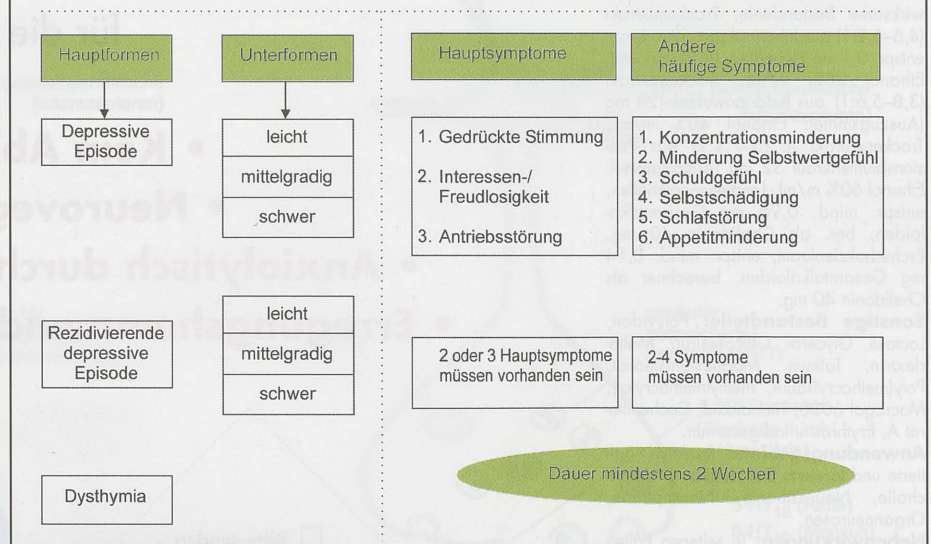 Hauptformen
Unterformen
Hauptsymptome
Andere
häufige Symptome
Depressive
Episode
leicht
mittelgradig
schwer
1. Gedrückte Stimmung
2. Interessen-/
Freudlosigkeit
3. Antriebsstörung
1. Konzentrationsminderung
2. Minderung Selbstwertgefühl
3. Schuldgefühl
4. Selbstschädigung
5. Schlafstörung
6. Appetitminderung
Rezidivierende
depressive
Episode
leicht
mittelgradig
schwer
2 oder 3 Hauptsymptome
müssen vorhanden sein
2-4 Symptome
müssen vorhanden sein
Dysthymia
Dauer mindestens 2 Wochen